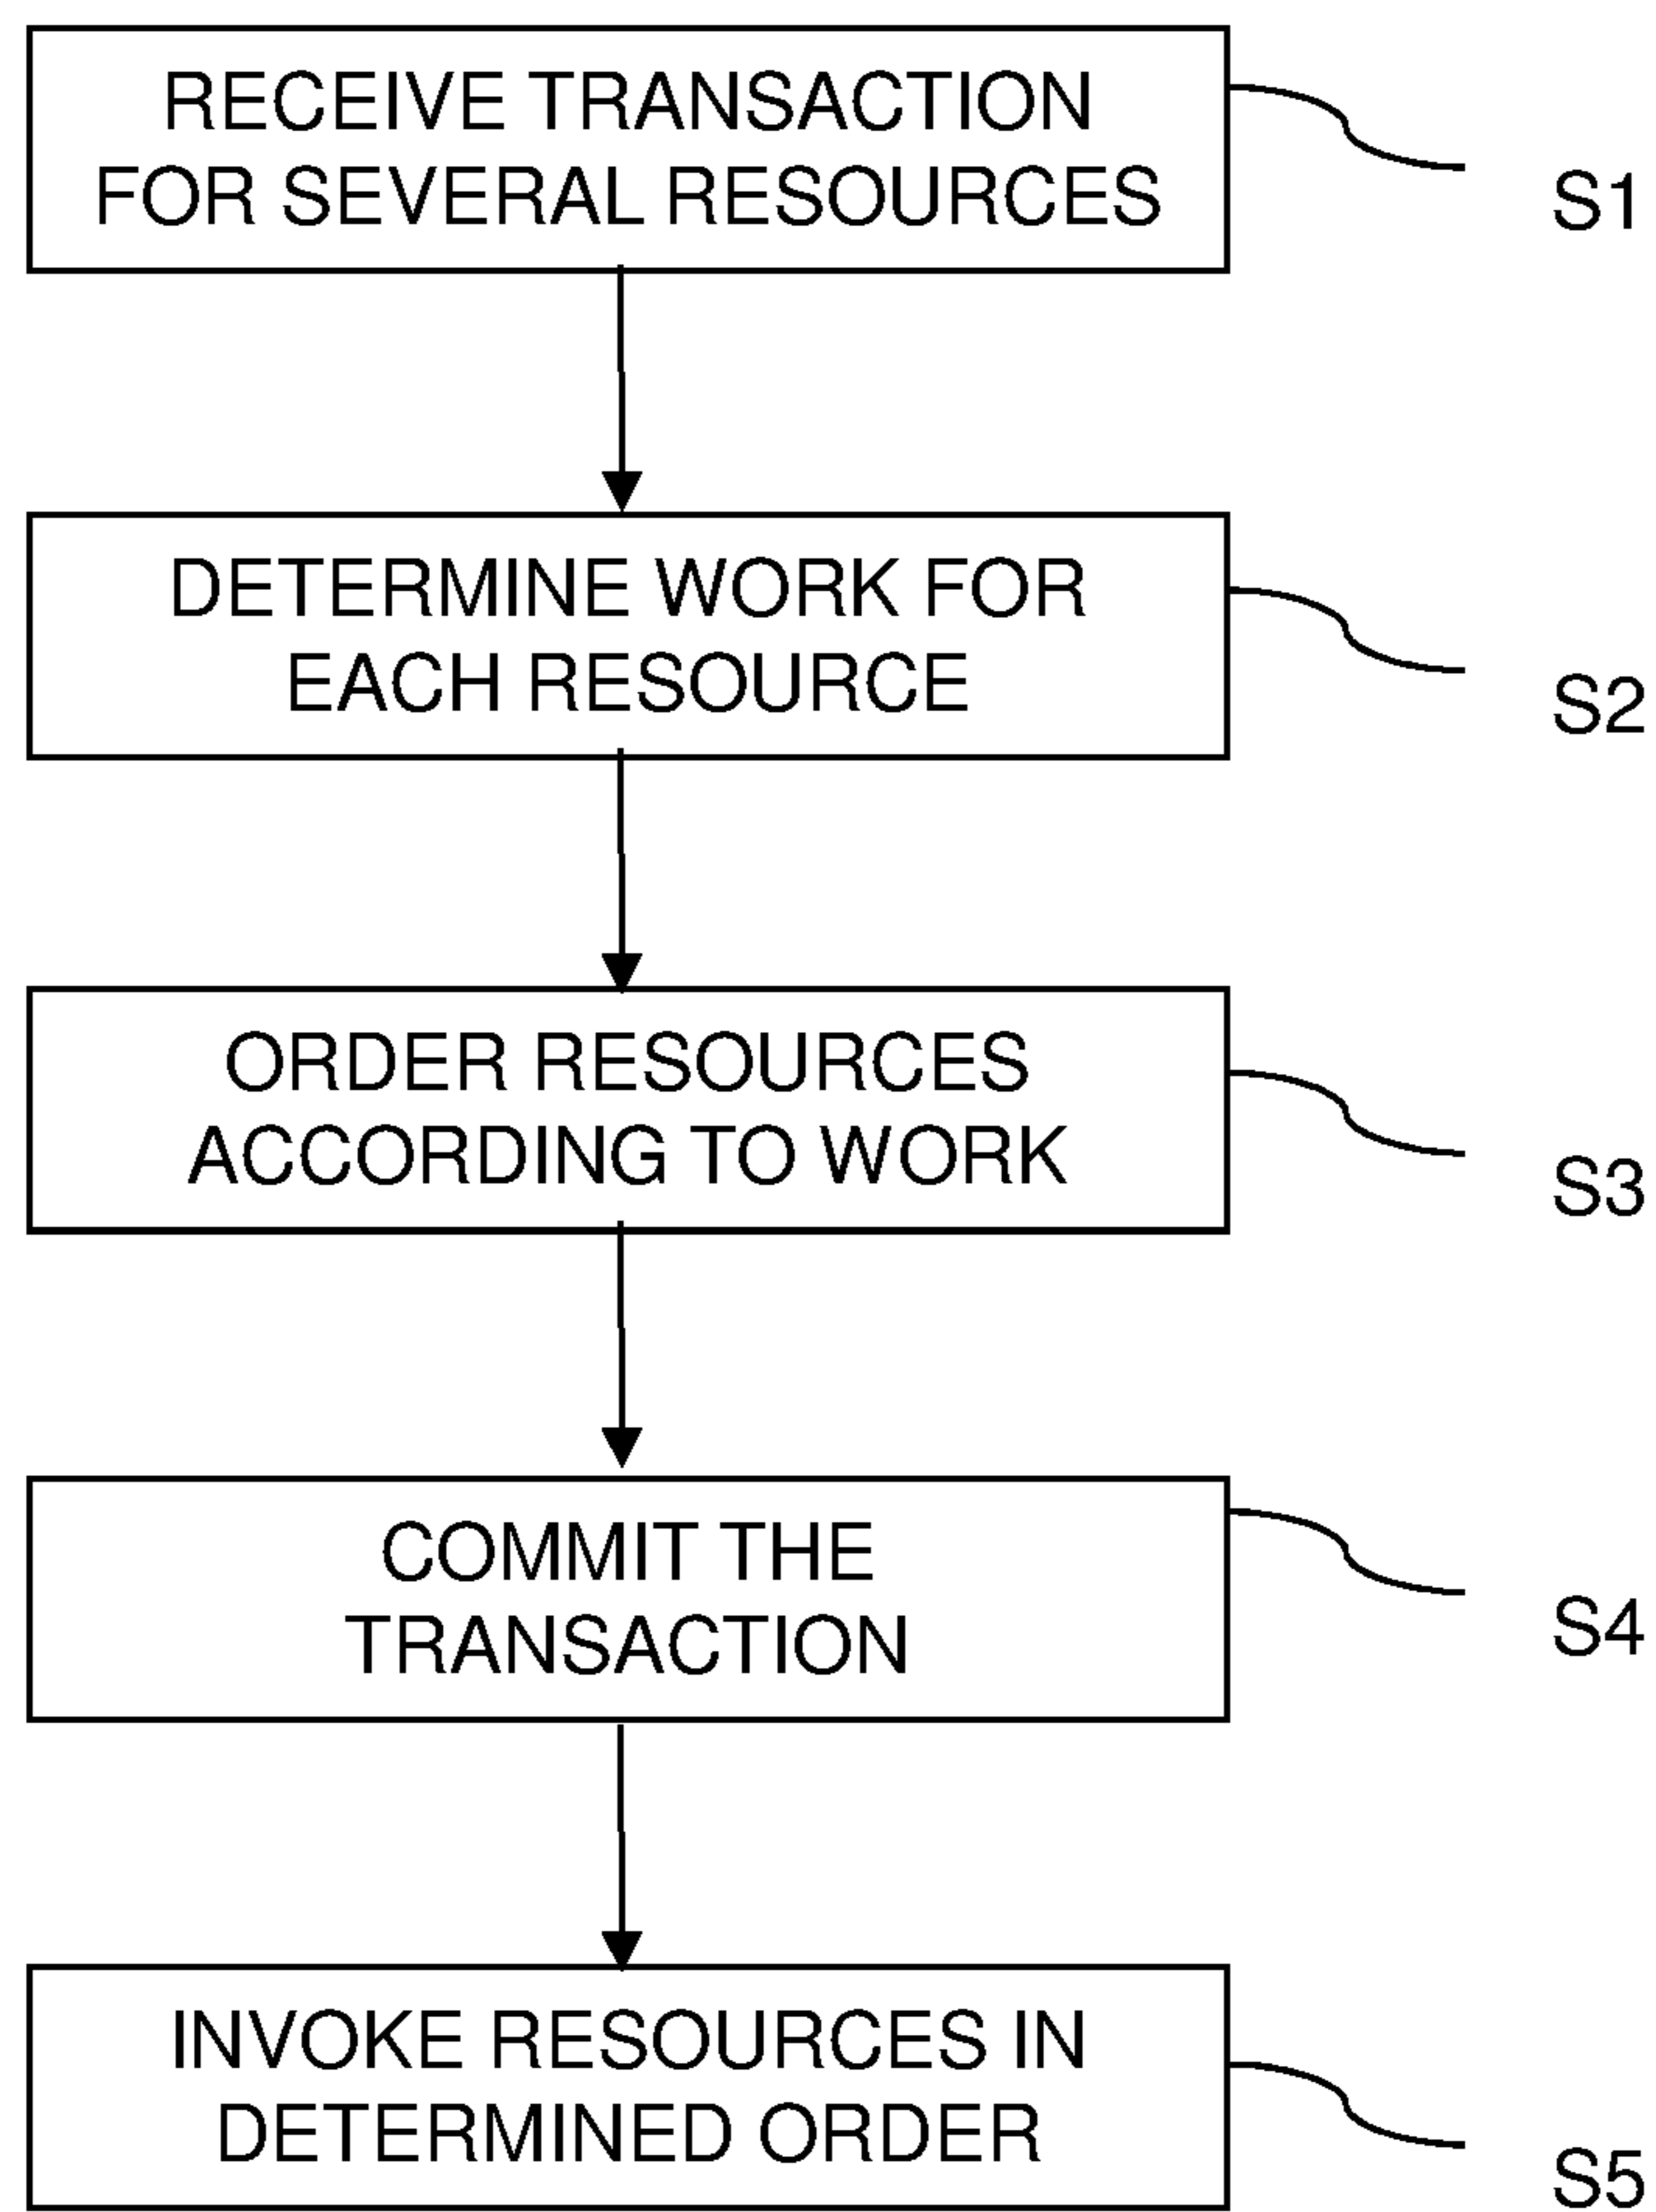 RECEIVE TRANSACTION
FOR SEVERAL RESOURCES
S1
DETERMINE WORK FOR
EACH RESOURCE
S2
ORDER RESOURCES
ACCORDING TO WORK
S3
COMMIT THE
TRANSACTION
S4
INVOKE RESOURCES IN
DETERMINED ORDER
S5